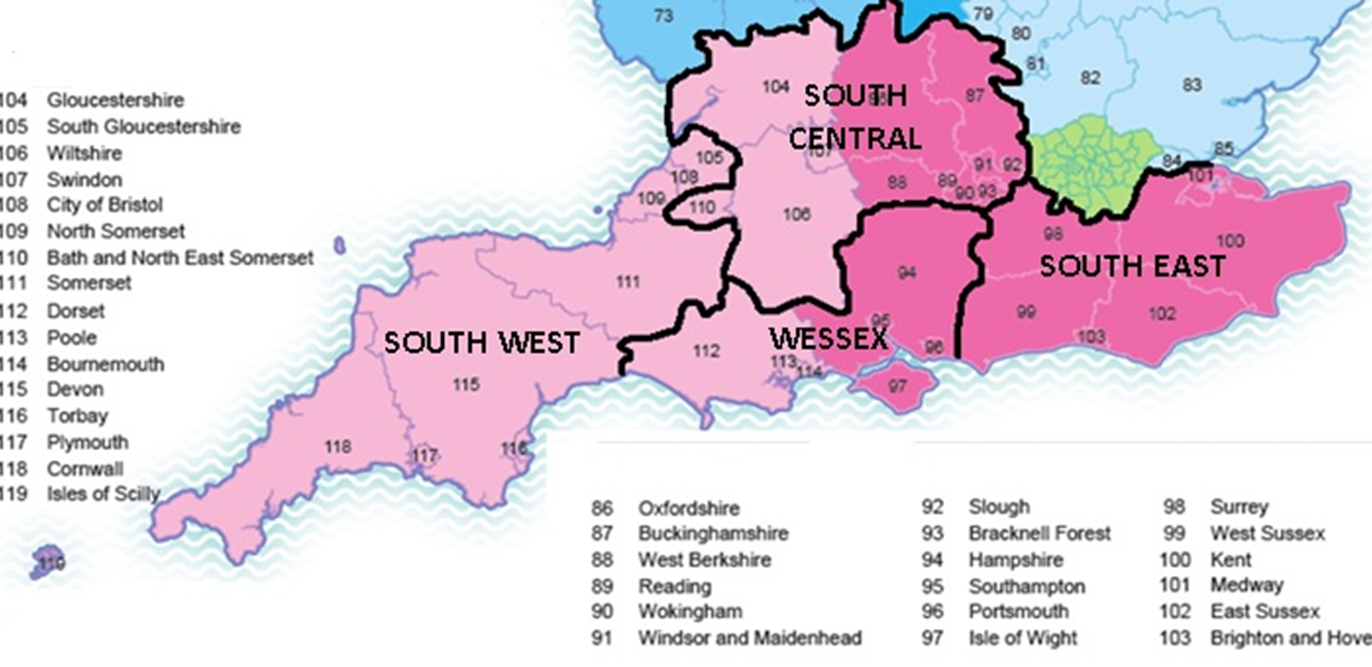 73
79
80
81
82
83
84
85
104
SOUTH
CENTRAL
86
87
107
105
108
109
110
106
88
89
90
91
92
93
101
98
100
SOUTH EAST
99
102
103
94
95
96
97
WESSEX
111
112
113
114
SOUTH WEST
115
116
117
118
119
104 Gloucestershire
105 South Gloucestershire
106 Wiltshire
107 Swindon
108 City of Bristol
109 North Somerset
110 Bath and North East Somerset
111 Somerset
112 Dorset
113 Poole
114 Bournemouth
115 Devon
116 Torbay
117 Plymouth
118 Cornwall
119 Isles of Scilly
86 Oxfordshire
87 Buckinghamshire
88 West Berkshire
89 Reading
90 Wokingham
91 Windsor and Maidenhead
92 Slough
93 Bracknell Forest
94 Hampshire
95 Southampton
96 Portsmouth
97 Isle of Wight
98 Surrey
99 West Sussex
100 Kent
101 Medway
102 East Sussex
103 Brighton and Hove